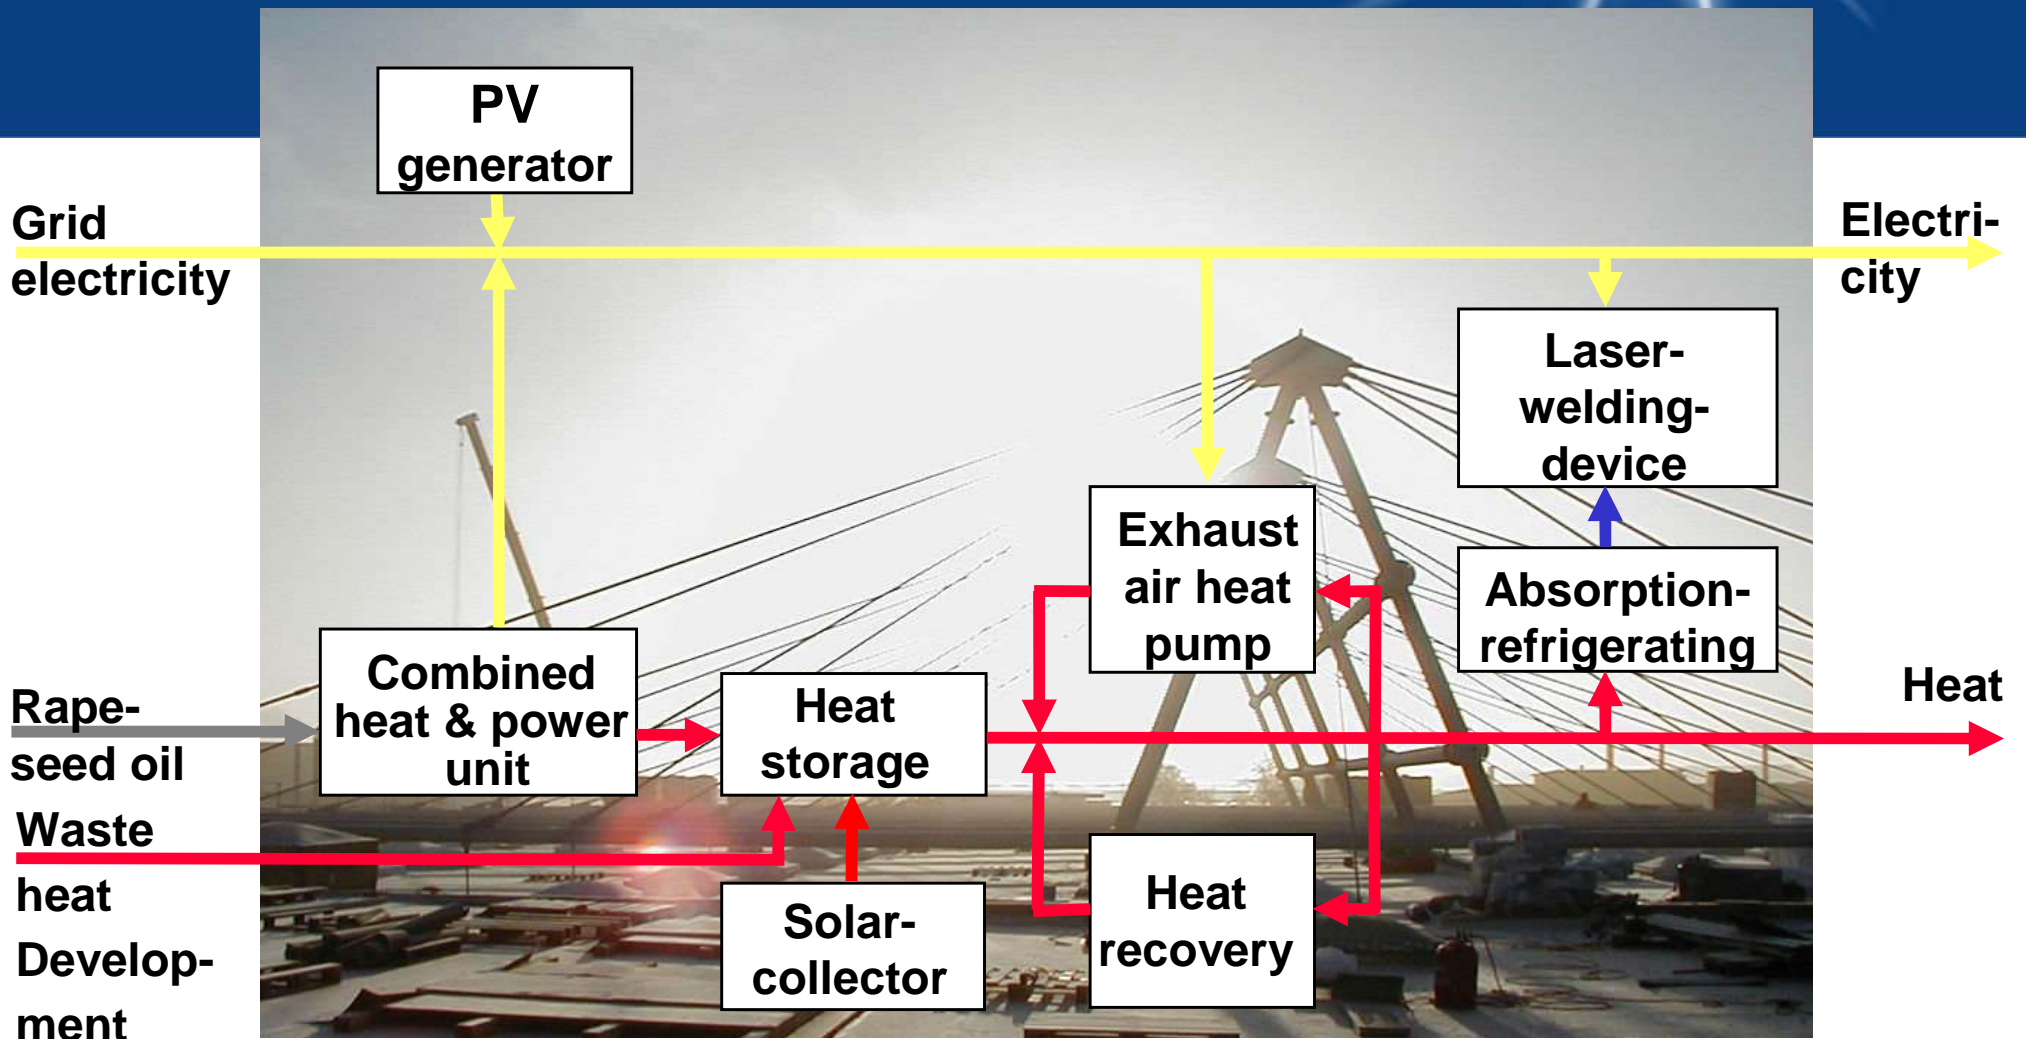 PV
generator
Grid
electricity
Electri-
city
Laser-
welding-
device
Exhaust
air heat
pump
Absorption-
refrigerating
Combined
heat & power
unit
Heat
storage
Heat
Rape-
seed oil
Waste
heat
Develop-
ment
Solar-
collector
Heat
recovery